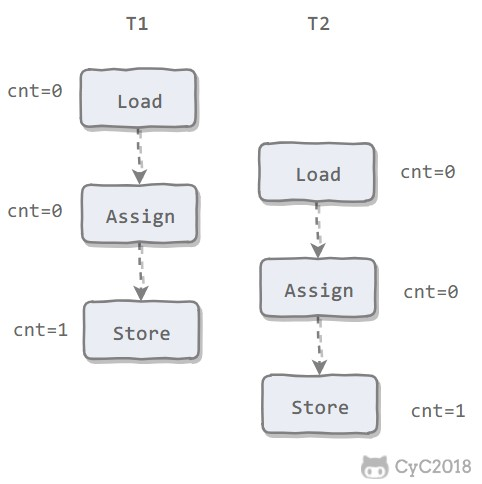 T1 T2
cnt=0 Load
Load cnt=0
cnt=0 Assign
Assign cnt=0
cnt=1 Store
Store cnt=1
CyC2018